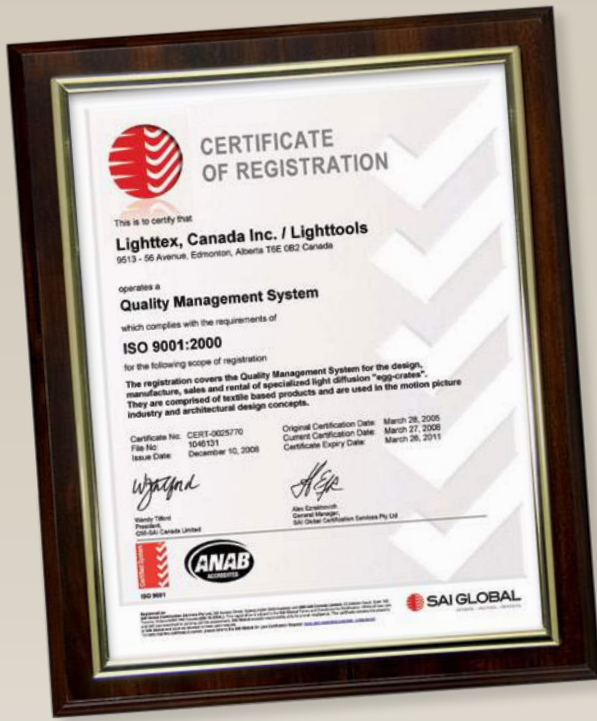 CERTIFICATE
OF REGISTRATION
This is to certify that
Lighttex, Canada Inc. / Lighttools
9513 - 56 Avenue, Edmonton, Alberta T6E 0B2 Canada
operates a
Quality Management System
which complies with the requirements of
ISO 9001:2000
for the following scope of registration
The registration covers the Quality Management System for the design,
manufacture, sales and rental of specialized light diffusion "egg-crates".
They are comprised of textile based products and are used in the motion picture
industry and architectural design concepts.
Certificate No: CERT-0025770
File No: 1046131
Issue Date: December 10, 2008
Original Certification Date: March 28, 2005
Current Certification Date: March 27, 2008
Certificate Expiry Date: March 26, 2011
Wendy Tilford
President,
QMI-SAI Canada Limited
Alex Ezrakhovich
General Manager,
SAI Global Certification Services Pty Ltd
Certified System
ISO 9001
ANAB
ACCREDITED
SAI GLOBAL